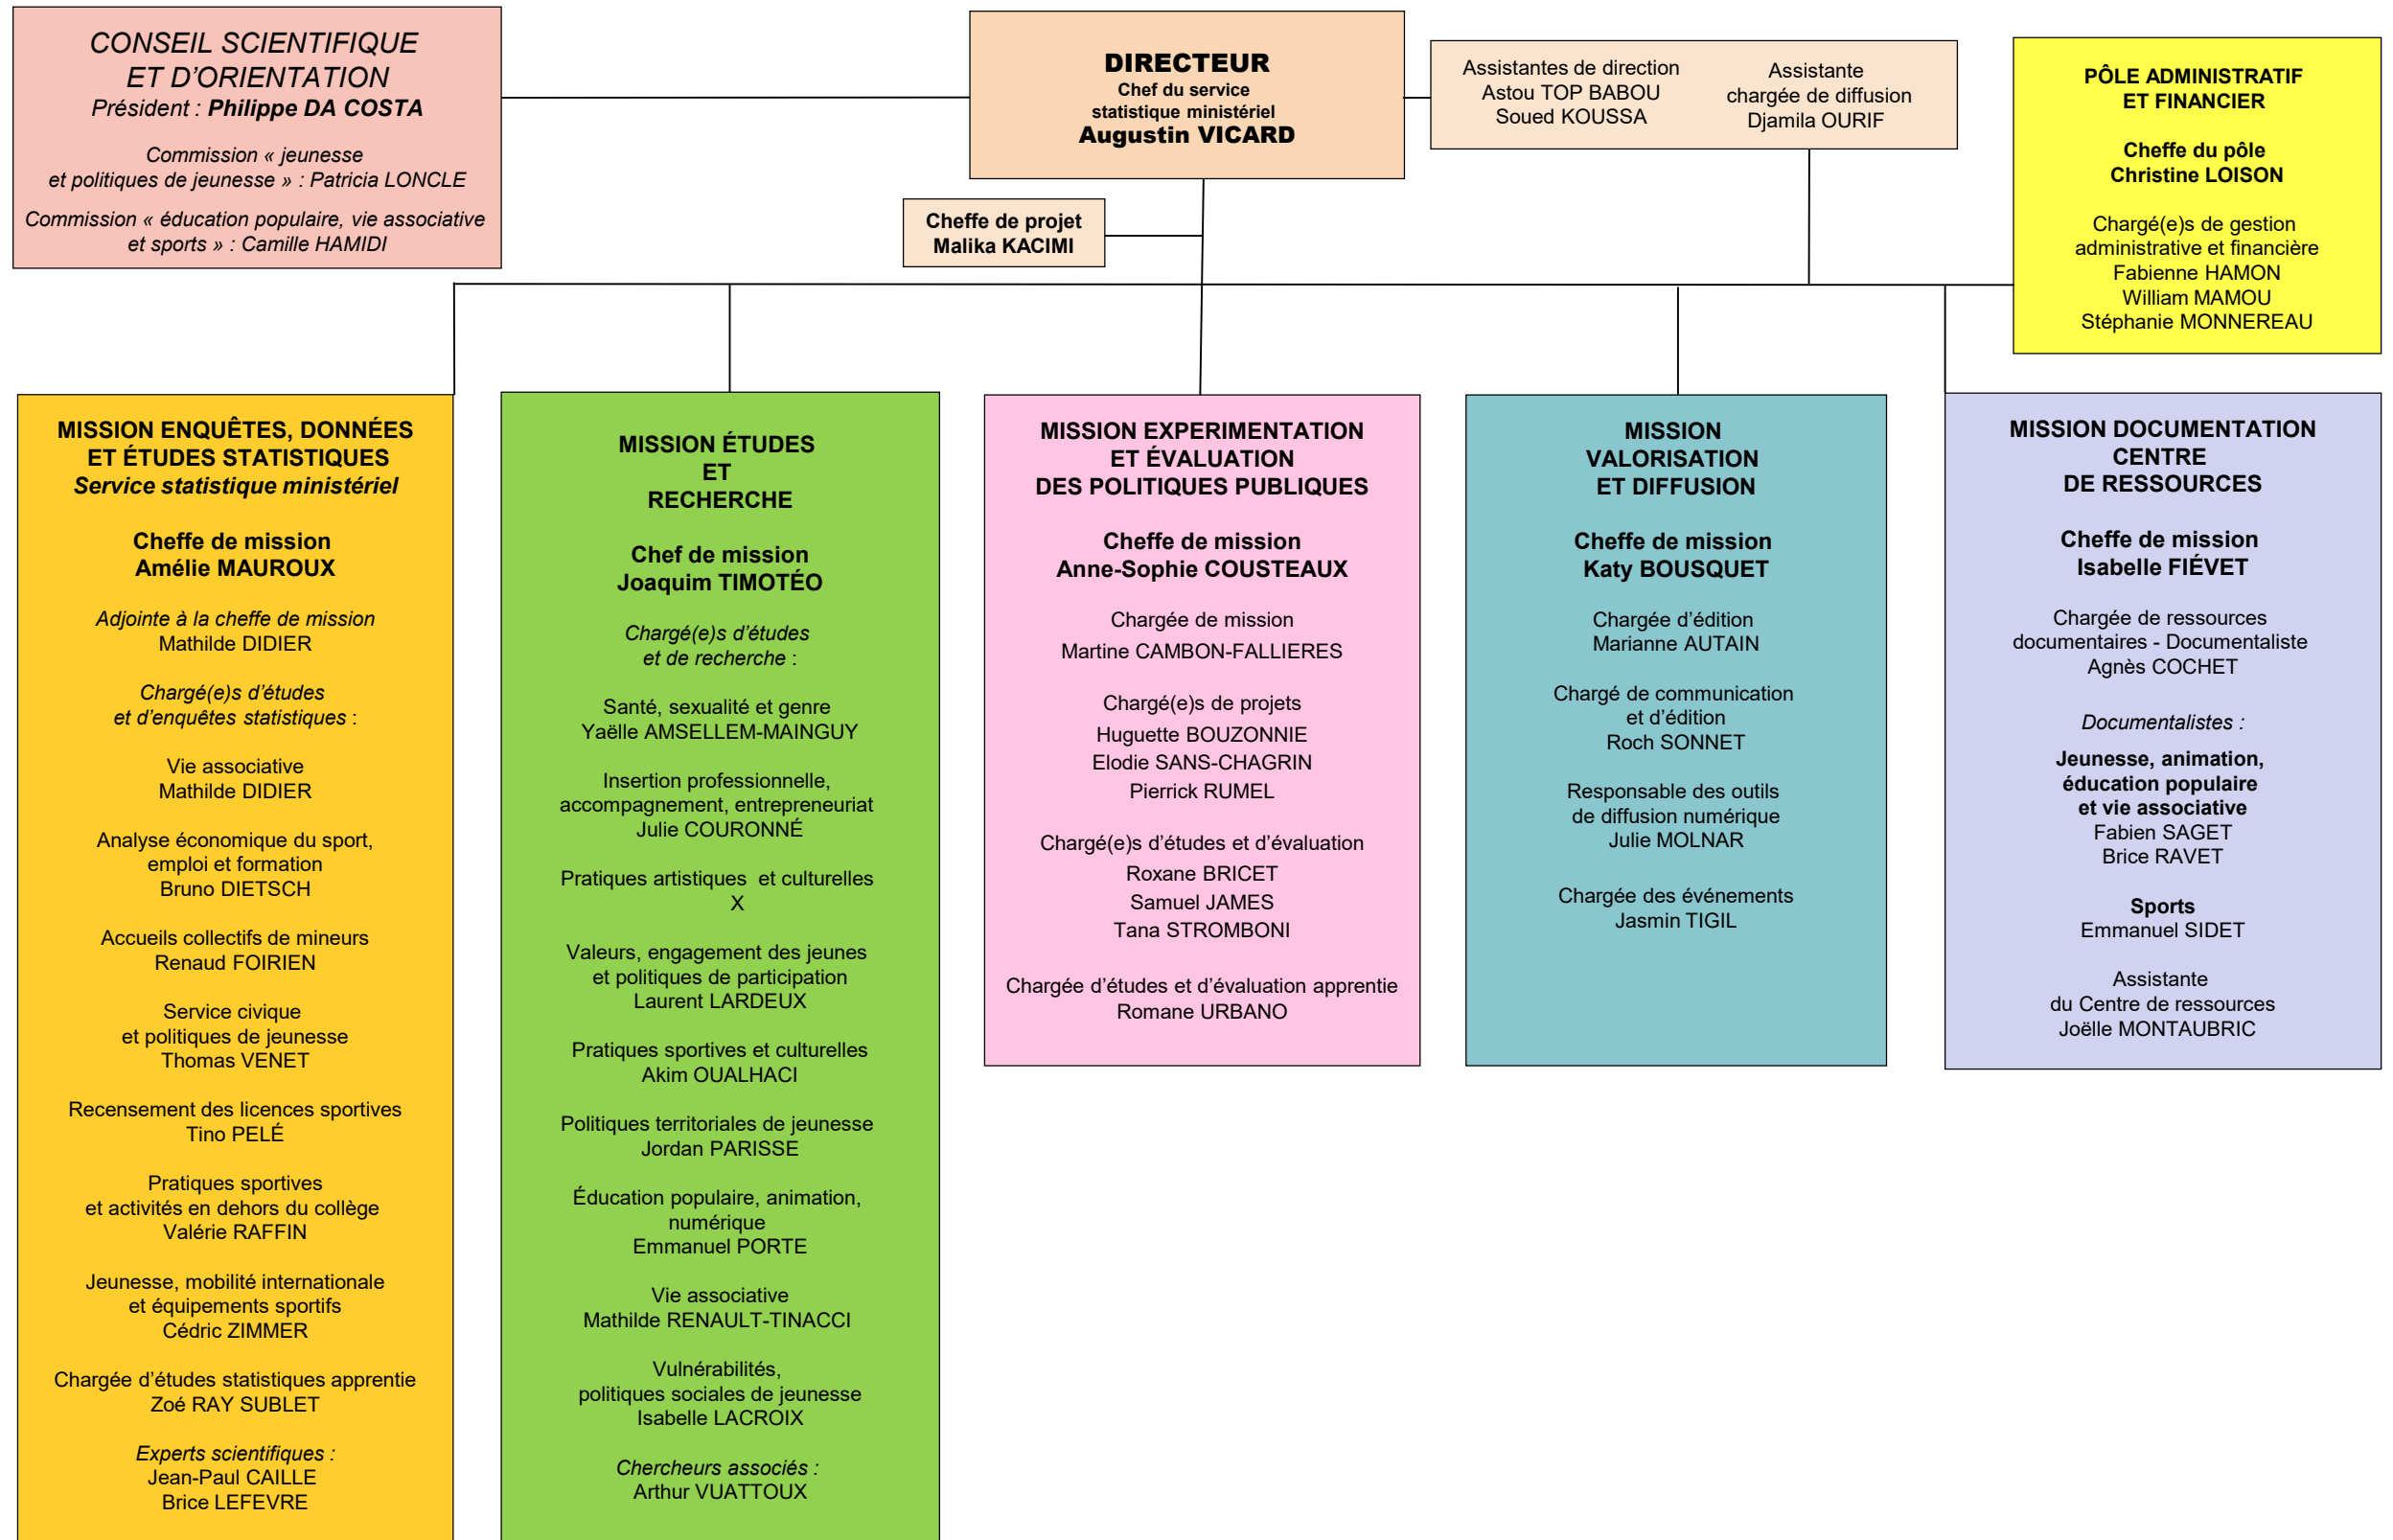 CONSEIL SCIENTIFIQUE
ET D'ORIENTATION
Président : Philippe DA COSTA
Commission « jeunesse
et politiques de jeunesse » : Patricia LONCLE
Commission « éducation populaire, vie associative
et sports » : Camille HAMIDI
DIRECTEUR
Chef du service
statistique ministériel
Augustin VICARD
Assistantes de direction
Astou TOP BABOU
Soued KOUSSA
Assistante
chargée de diffusion
Djamila OURIF
PÔLE ADMINISTRATIF
ET FINANCIER
Cheffe du pôle
Christine LOISON
Chargé(e)s de gestion
administrative et financière
Fabienne HAMON
William MAMOU
Stéphanie MONNEREAU
Cheffe de projet
Malika KACIMI
MISSION ENQUÊTES, DONNÉES
ET ÉTUDES STATISTIQUES
Service statistique ministériel
Cheffe de mission
Amélie MAUROUX
Adjointe à la cheffe de mission
Mathilde DIDIER
Chargé(e)s d'études
et d'enquêtes statistiques :
Vie associative
Mathilde DIDIER
Analyse économique du sport,
emploi et formation
Bruno DIETSCH
Accueils collectifs de mineurs
Renaud FOIRIEN
Service civique
et politiques de jeunesse
Thomas VENET
Recensement des licences sportives
Tino PELÉ
Pratiques sportives
et activités en dehors du collège
Valérie RAFFIN
Jeunesse, mobilité internationale
et équipements sportifs
Cédric ZIMMER
Chargée d'études statistiques apprentie
Zoé RAY SUBLET
Experts scientifiques :
Jean-Paul CAILLE
Brice LEFEVRE
MISSION ÉTUDES
ET
RECHERCHE
Chef de mission
Joaquim TIMOTÉO
Chargé(e)s d'études
et de recherche :
Santé, sexualité et genre
Yaëlle AMSELLEM-MAINGUY
Insertion professionnelle,
accompagnement, entrepreneuriat
Julie COURONNÉ
Pratiques artistiques et culturelles
X
Valeurs, engagement des jeunes
et politiques de participation
Laurent LARDEUX
Pratiques sportives et culturelles
Akim OUALHACI
Politiques territoriales de jeunesse
Jordan PARISSE
Éducation populaire, animation,
numérique
Emmanuel PORTE
Vie associative
Mathilde RENAULT-TINACCI
Vulnérabilités,
politiques sociales de jeunesse
Isabelle LACROIX
Chercheurs associés :
Arthur VUATTOUX
MISSION EXPERIMENTATION
ET ÉVALUATION
DES POLITIQUES PUBLIQUES
Cheffe de mission
Anne-Sophie COUSTEAUX
Chargée de mission
Martine CAMBON-FALLIERES
Chargé(e)s de projets
Huguette BOUZONNIE
Elodie SANS-CHAGRIN
Pierrick RUMEL
Chargé(e)s d'études et d'évaluation
Roxane BRICET
Samuel JAMES
Tana STROMBONI
Chargée d'études et d'évaluation apprentie
Romane URBANO
MISSION
VALORISATION
ET DIFFUSION
Cheffe de mission
Katy BOUSQUET
Chargée d'édition
Marianne AUTAIN
Chargé de communication
et d'édition
Roch SONNET
Responsable des outils
de diffusion numérique
Julie MOLNAR
Chargée des événements
Jasmin TIGIL
MISSION DOCUMENTATION
CENTRE
DE RESSOURCES
Cheffe de mission
Isabelle FIÉVET
Chargée de ressources
documentaires - Documentaliste
Agnès COCHET
Documentalistes :
Jeunesse, animation,
éducation populaire
et vie associative
Fabien SAGET
Brice RAVET
Sports
Emmanuel SIDET
Assistante
du Centre de ressources
Joëlle MONTAUBRIC